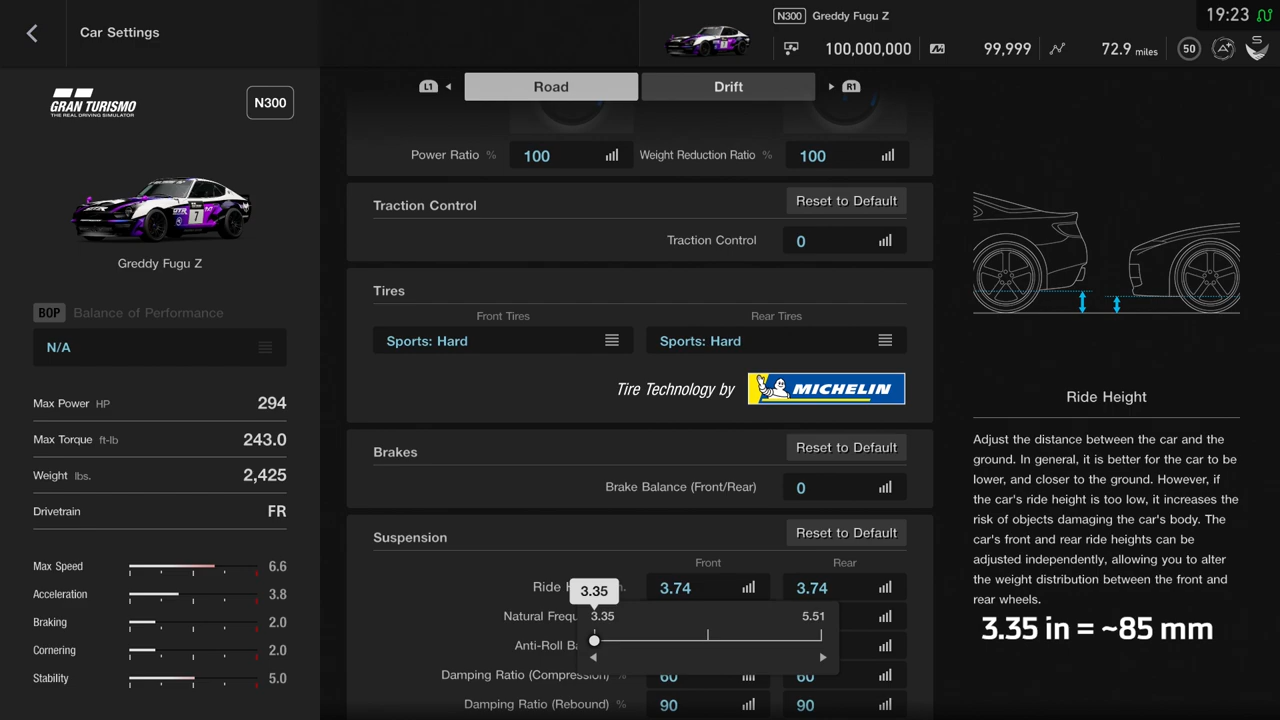 Car Settings
N300 Greddy Fugu Z
100,000,000 99,999 72.9 miles 50
19:23
GRAN TURISMO
THE REAL DRIVING SIMULATOR
N300
7
Greddy Fugu Z
BOP Balance of Performance
N/A
Max Power HP 294
Max Torque ft-lb 243.0
Weight lbs. 2,425
Drivetrain FR
Max Speed 6.6
Acceleration 3.8
Braking 2.0
Cornering 2.0
Stability 5.0
L1 Road Drift R1
Power Ratio % 100 Weight Reduction Ratio % 100
Traction Control Reset to Default
Traction Control 0
Tires
Front Tires Rear Tires
Sports: Hard Sports: Hard
Tire Technology by MICHELIN
Brakes Reset to Default
Brake Balance (Front/Rear) 0
Suspension Reset to Default
Front Rear
Ride H n. 3.74 3.74
3.35
Natural Frequ 3.35 5.51
Anti-Roll B
Damping Ratio (Compression) % 60 60
Damping Ratio (Rebound) % 90 90
Ride Height
Adjust the distance between the car and the
ground. In general, it is better for the car to be
lower, and closer to the ground. However, if
the car's ride height is too low, it increases the
risk of objects damaging the car's body. The
car's front and rear ride heights can be
adjusted independently, allowing you to alter
the weight distribution between the front and
rear wheels.
3.35 in = ~85 mm